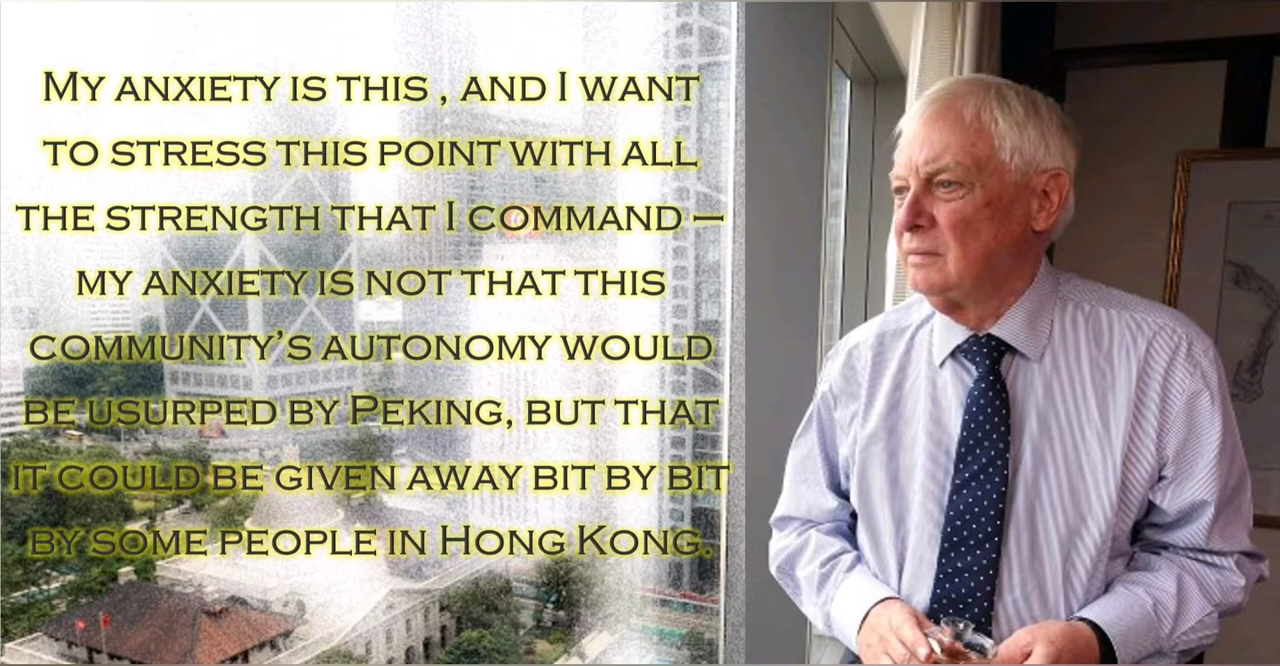 My anxiety is this , and I want
to stress this point with all
the strength that I command –
my anxiety is not that this
community’s autonomy would
be usurped by Peking, but that
it could be given away bit by bit
by some people in Hong Kong.